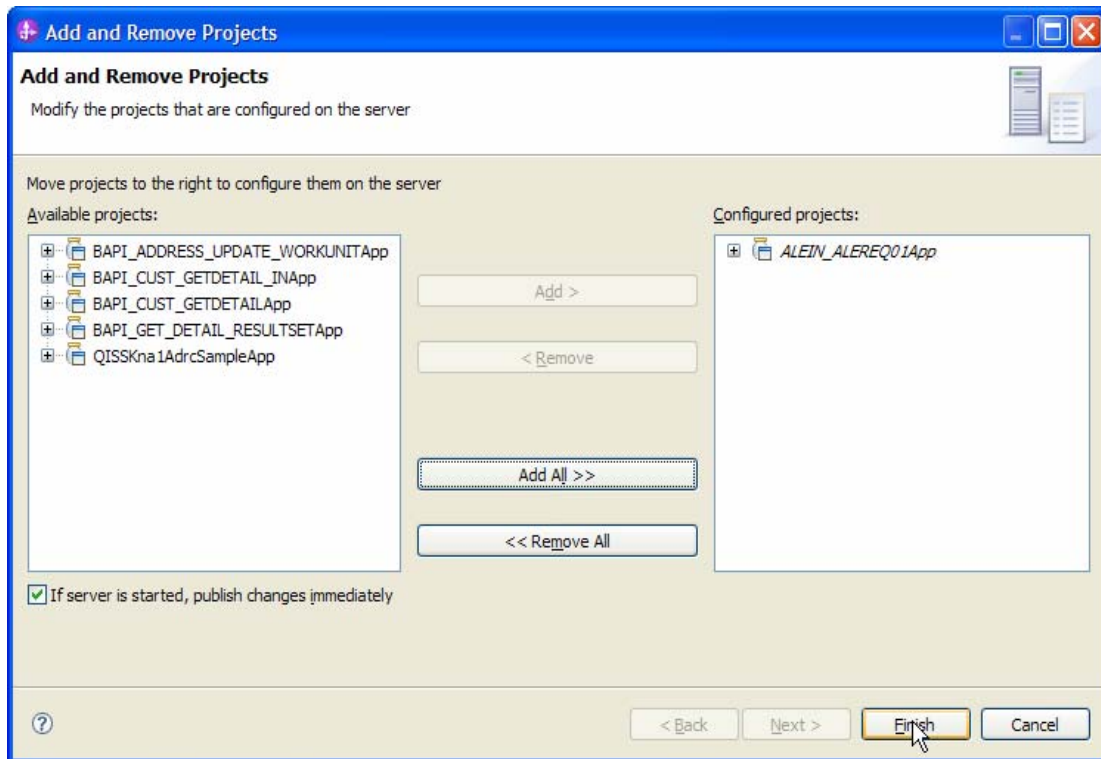 Add and Remove Projects
Add and Remove Projects
Modify the projects that are configured on the server
Move projects to the right to configure them on the server
Available projects:
Configured projects:
BAPI_ADDRESS_UPDATE_WORKUNITApp
BAPI_CUST_GETDETAIL_INApp
BAPI_CUST_GETDETAILApp
BAPI_GET_DETAIL_RESULTSETApp
QISSKna1AdrcSampleApp
Add >
< Remove
Add All >>
<< Remove All
ALEIN_ALEREQ01App
If server is started, publish changes immediately
?
< Back
Next >
Finish
Cancel